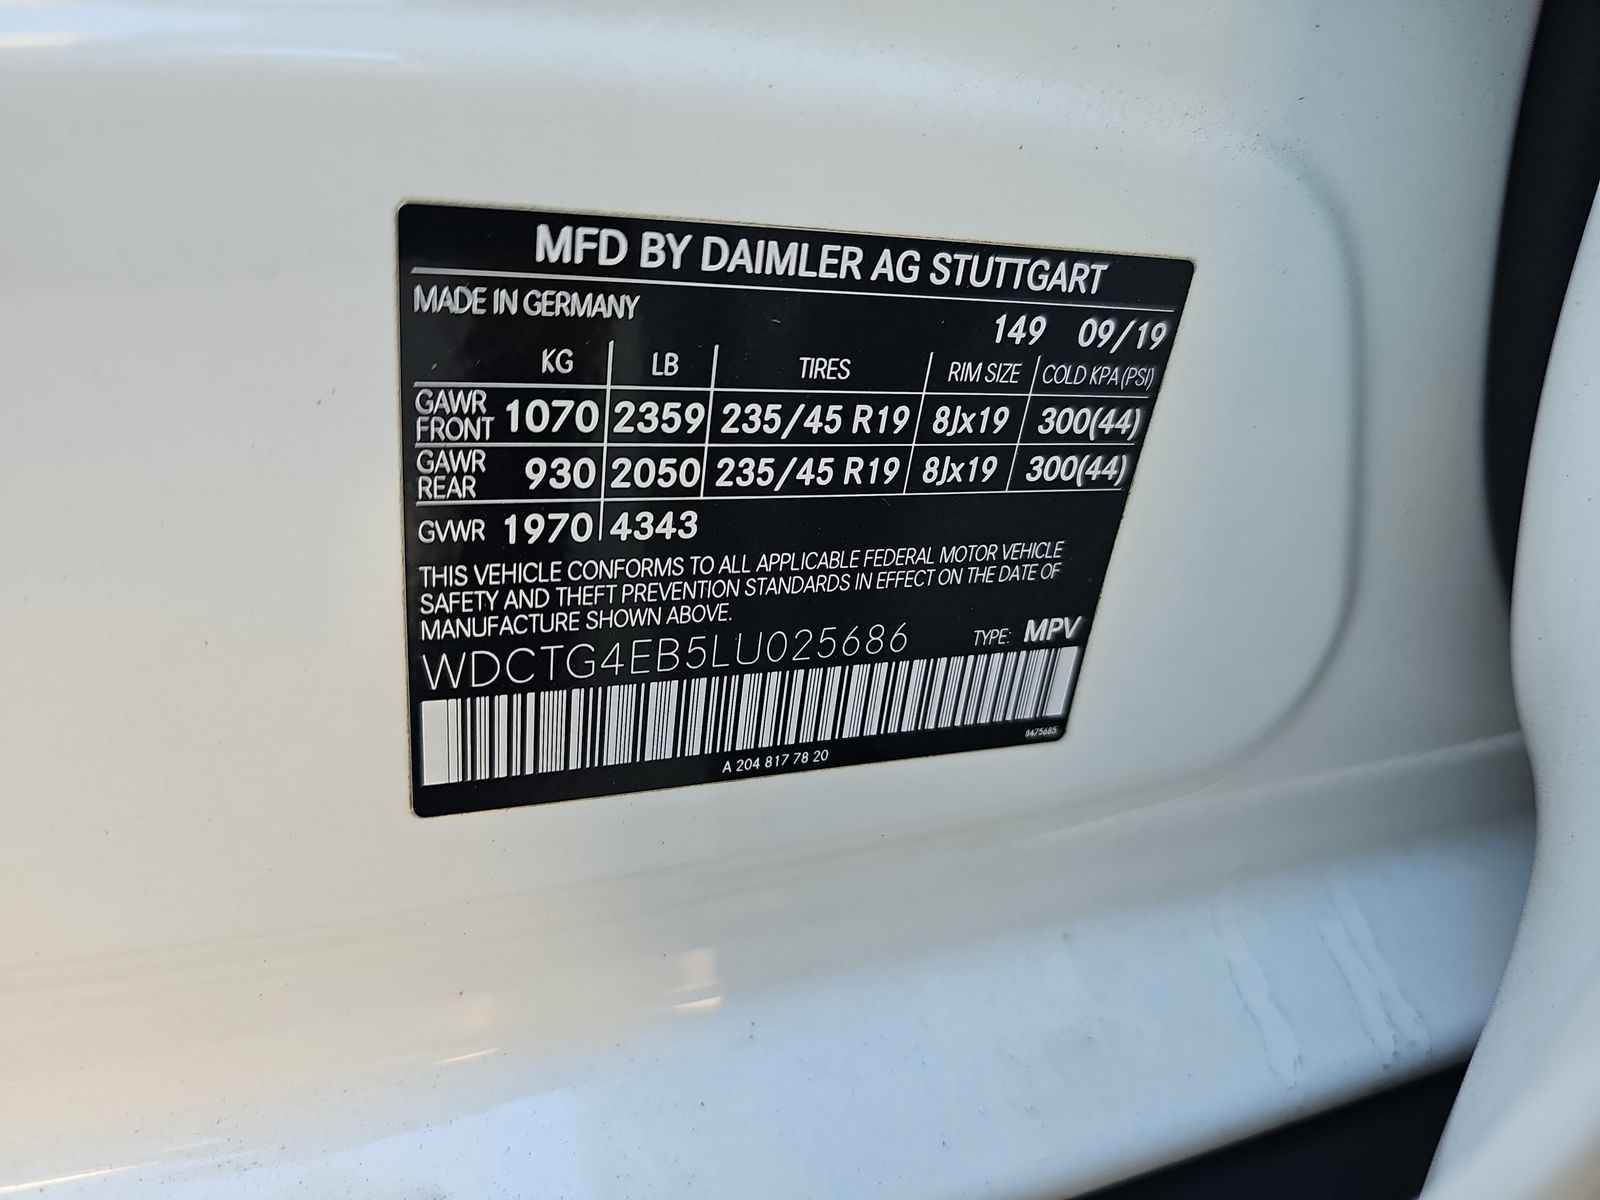 MFD BY DAIMLER AG STUTTGART
MADE IN GERMANY
149 09/19
KG LB TIRES RIM SIZE COLD KPA (PSI)
GAWR FRONT 1070 2359 235/45 R19 8Jx19 300(44)
GAWR REAR 930 2050 235/45 R19 8Jx19 300(44)
GVWR 1970 4343
THIS VEHICLE CONFORMS TO ALL APPLICABLE FEDERAL MOTOR VEHICLE
SAFETY AND THEFT PREVENTION STANDARDS IN EFFECT ON THE DATE OF
MANUFACTURE SHOWN ABOVE.
WDCTG4EB5LU025686 TYPE: MPV
8475685
A 204 817 78 20